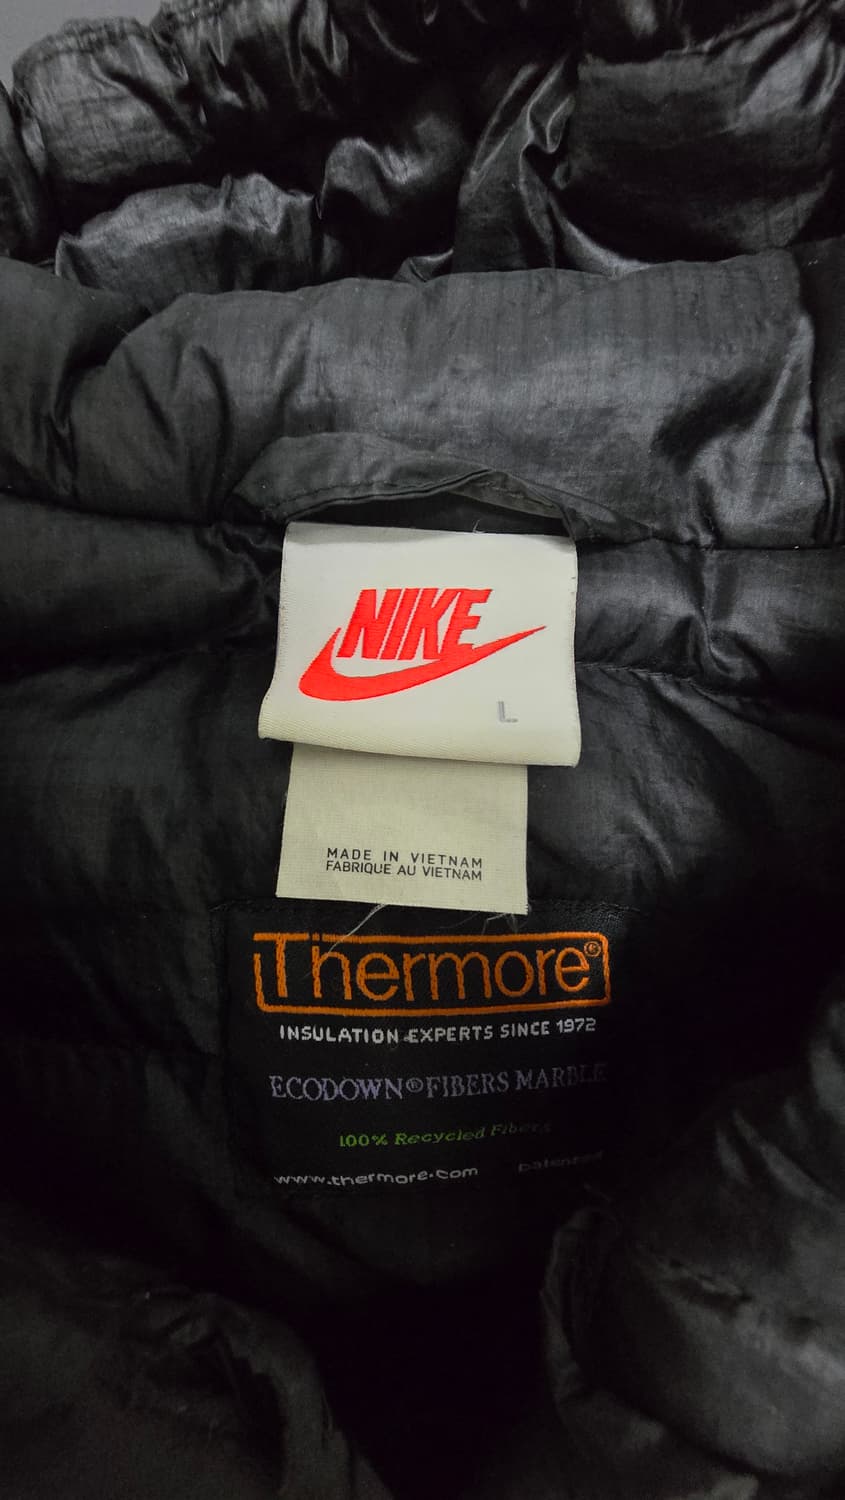 NIKE
L
MADE IN VIETNAM
FABRIQUE AU VIETNAM
Thermore®
INSULATION EXPERTS SINCE 1972
ECODOWN® FIBERS MARBLE
100% Recycled Fibers
www.thermore.com patented